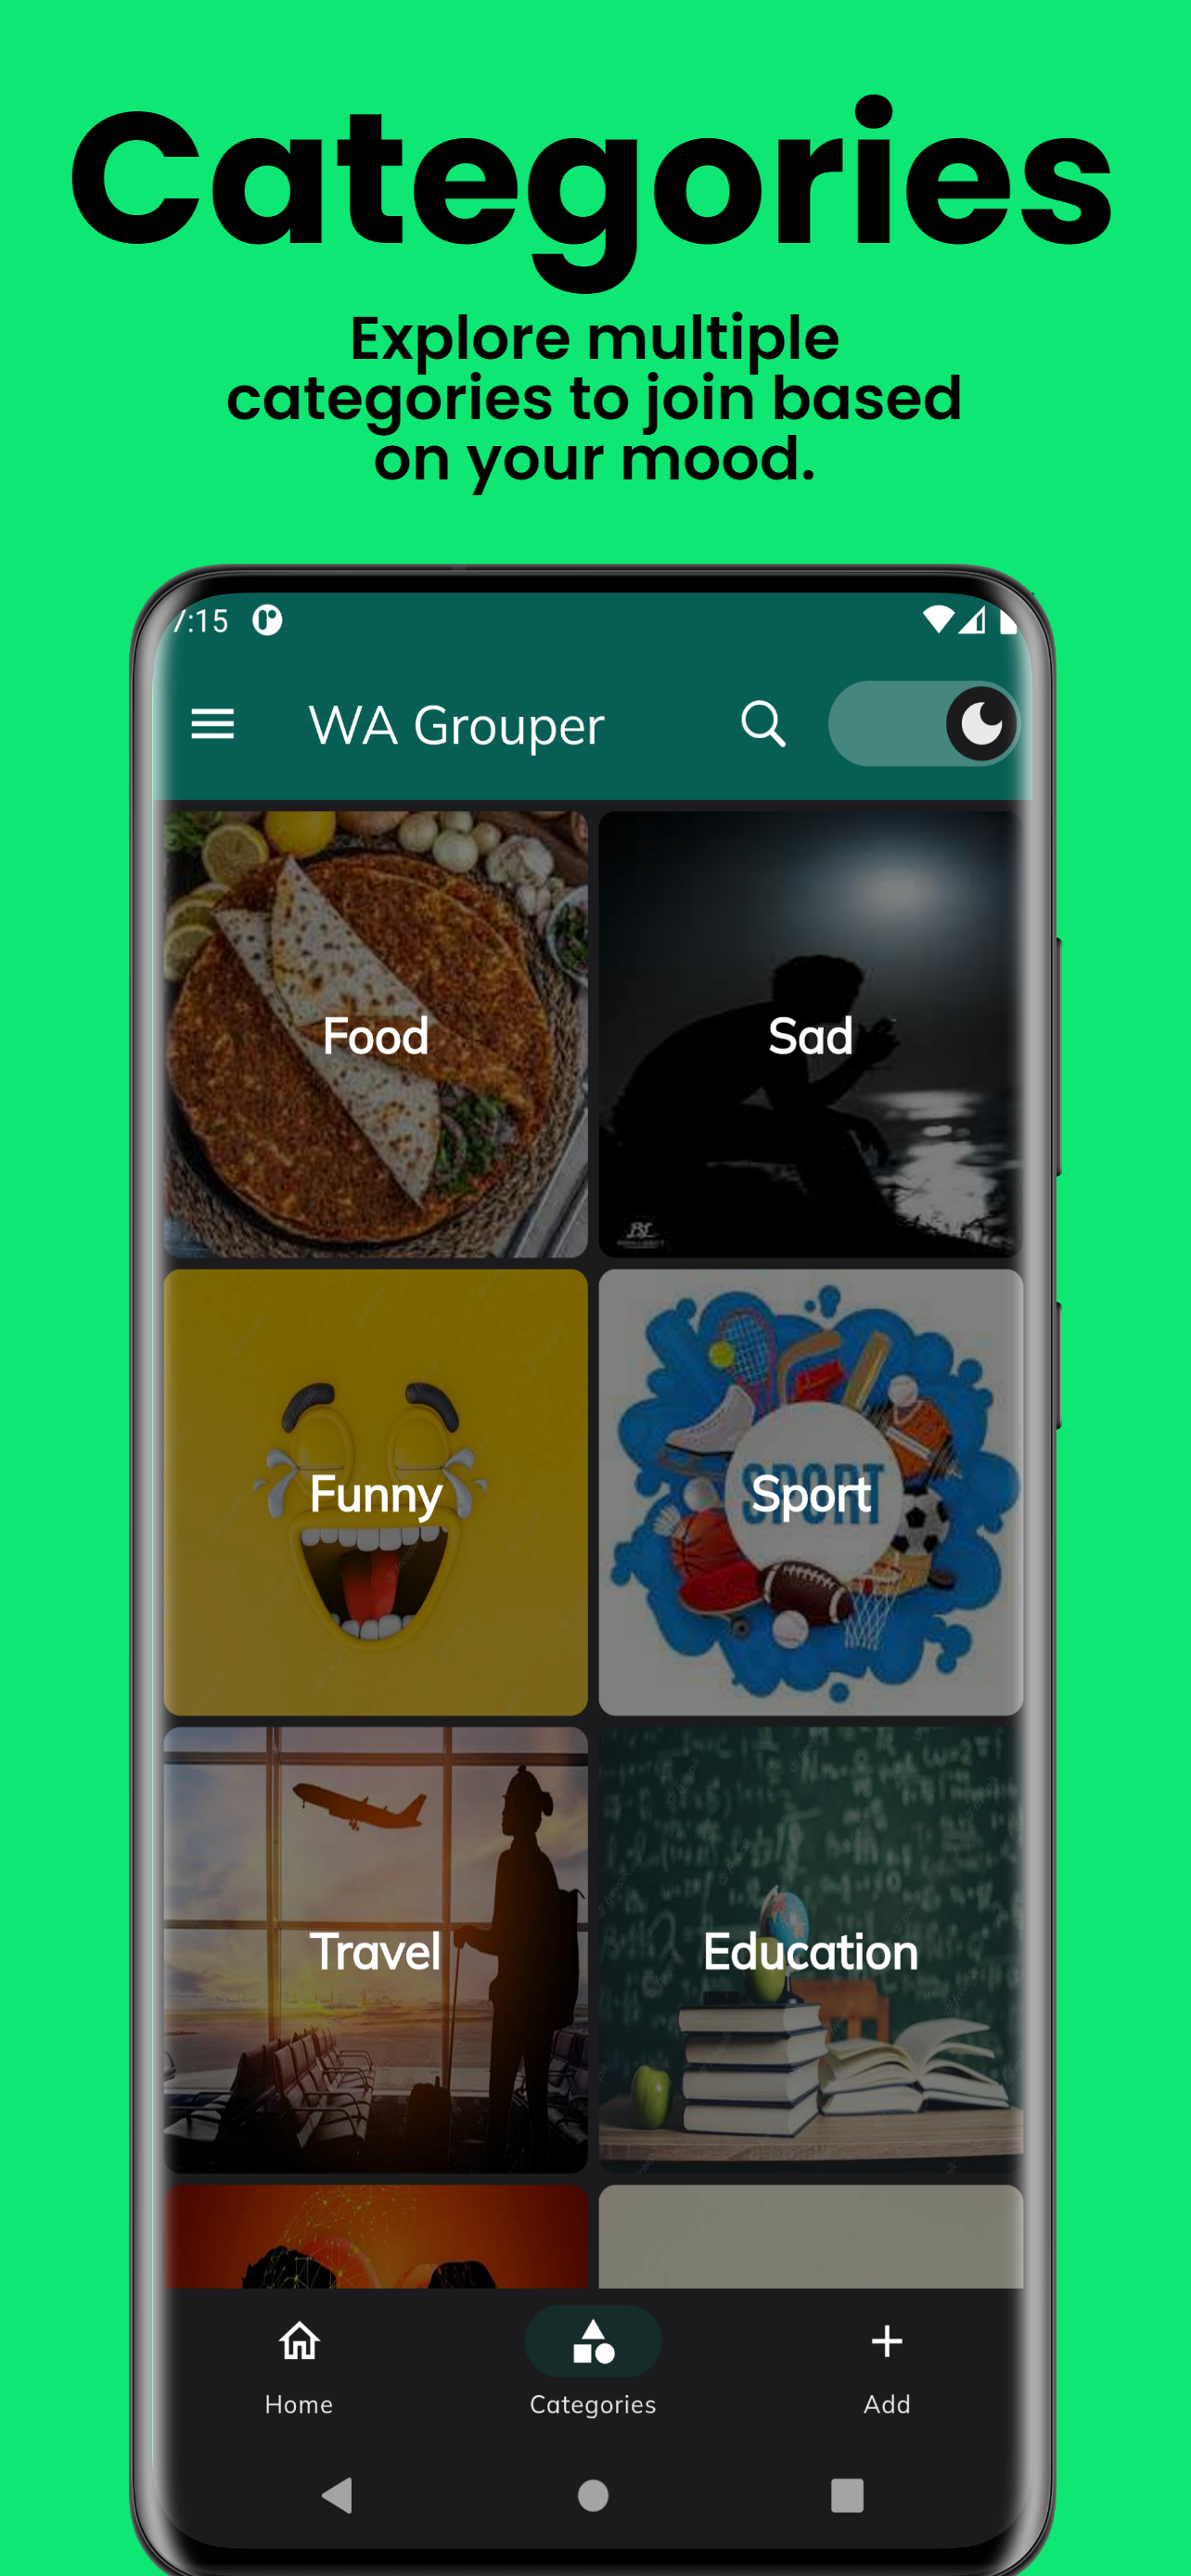 Categories
Explore multiple
categories to join based
on your mood.
7:15
WA Grouper
Food
Sad
Funny
SPORT
Sport
Travel
Education
Home
Categories
Add